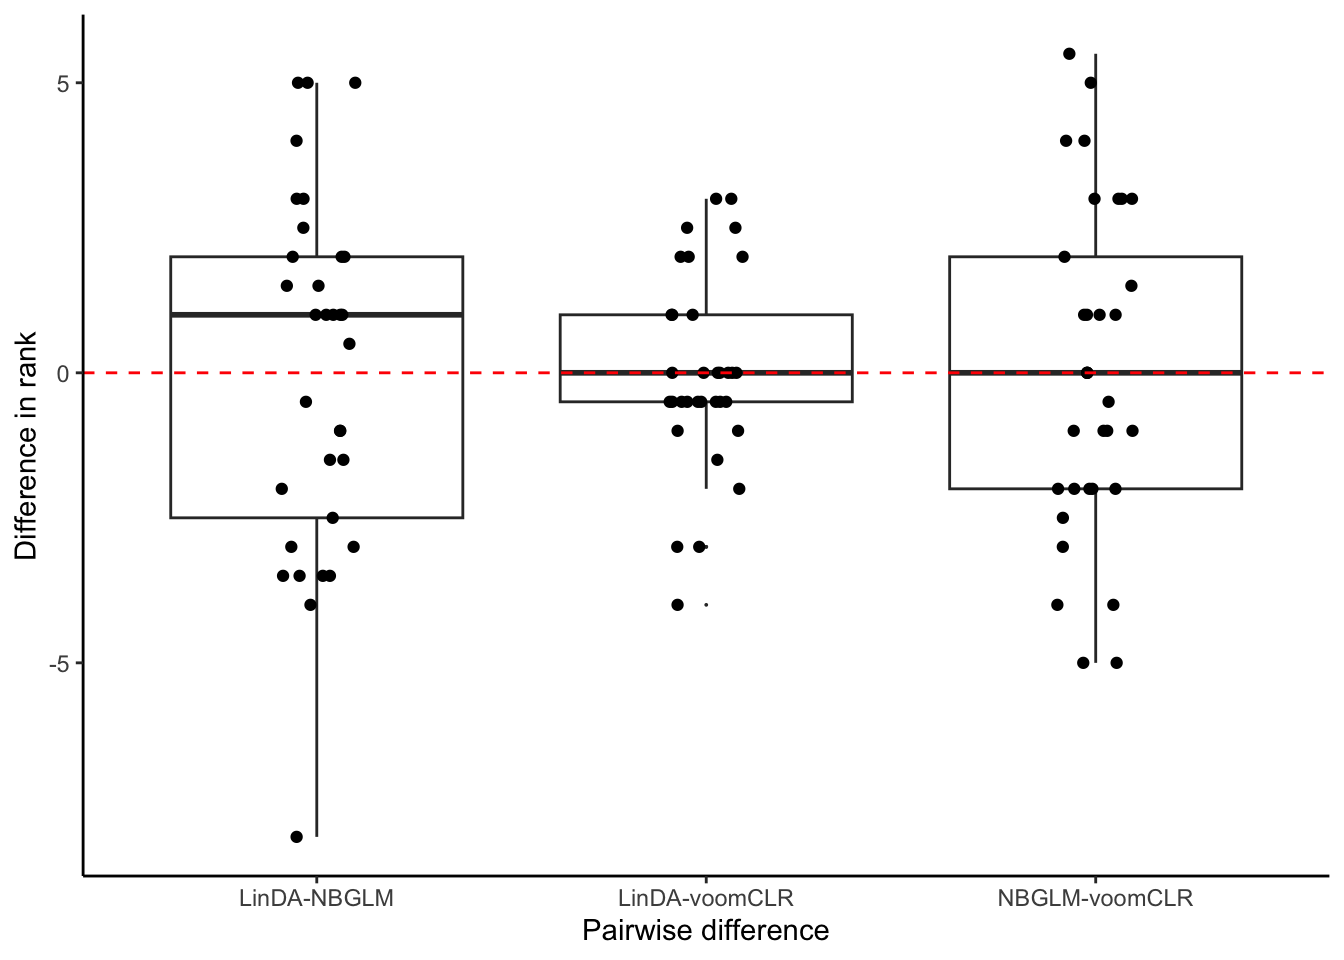 Difference in rank
5
0
-5
LinDA-NBGLM
LinDA-voomCLR
NBGLM-voomCLR
Pairwise difference